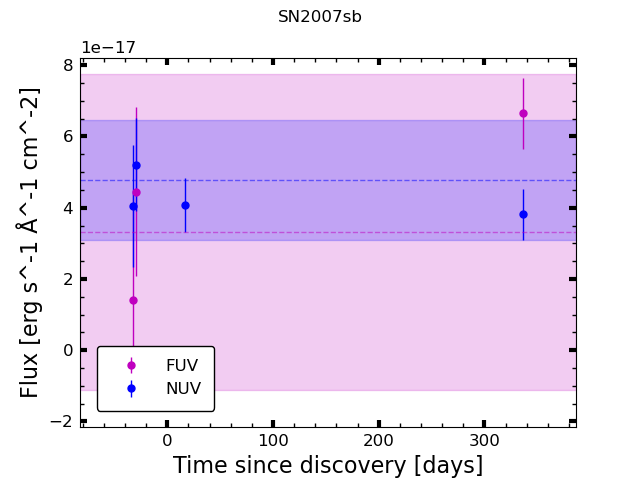 SN2007sb
1e−17
8
6
4
2
0
−2
Flux [erg s^-1 Å^-1 cm^-2]
FUV
NUV
0 100 200 300
Time since discovery [days]